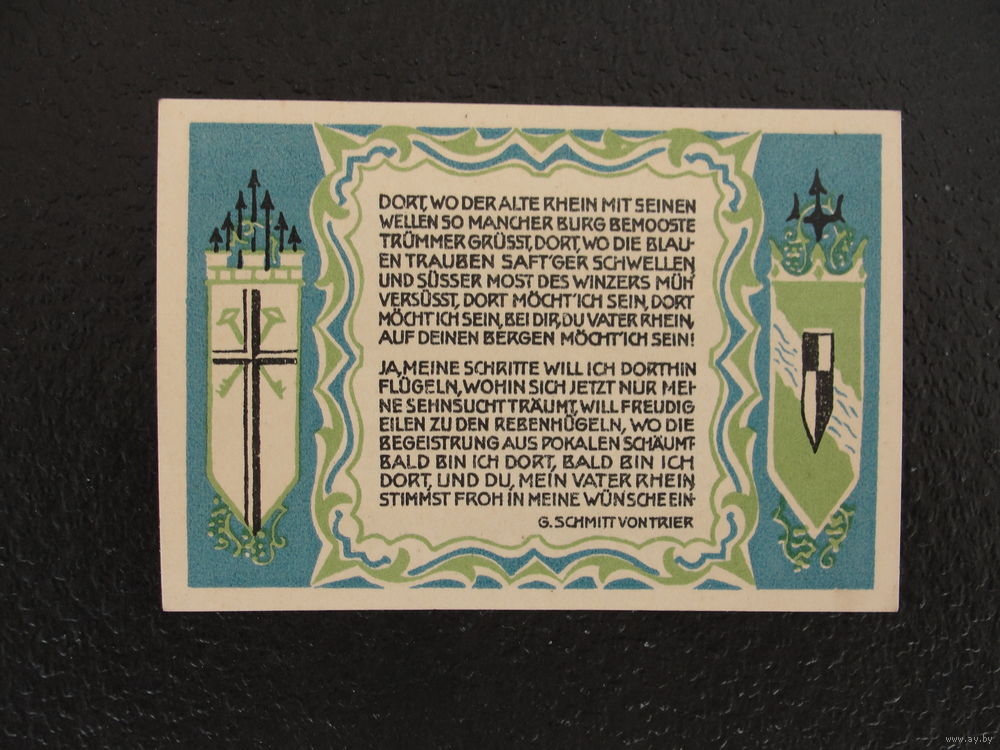 DORT, WO DER ALTE RHEIN MIT SEINEN
WELLEN SO MANCHER BURG BEMOOSTE
TRÜMMER GRÜSST, DORT, WO DIE BLAU-
EN TRAUBEN SAFT'GER SCHWELLEN,
UND SÜSSER MOST DES WINZERS MÜH'
VERSÜSST, DORT MÖCHT'ICH SEIN, DORT
MÖCHT ICH SEIN, BEI DIR, DU VATER RHEIN,
AUF DEINEN BERGEN MÖCHT'ICH SEIN!
JA, MEINE SCHRITTE WILL ICH DORTHIN
FLÜGELN, WOHIN SICH JETZT NUR MEI-
NE SEHNSUCHT TRÄUMT, WILL FREUDIG
EILEN ZU DEN REBENHÜGELN, WO DIE
BEGEISTRUNG AUS POKALEN SCHÄUMT-
BALD BIN ICH DORT, BALD BIN ICH
DORT, UND DU, MEIN VATER RHEIN,
STIMMST FROH IN MEINE WÜNSCHE EIN-
G. SCHMITT VON TRIER
www.ay.by